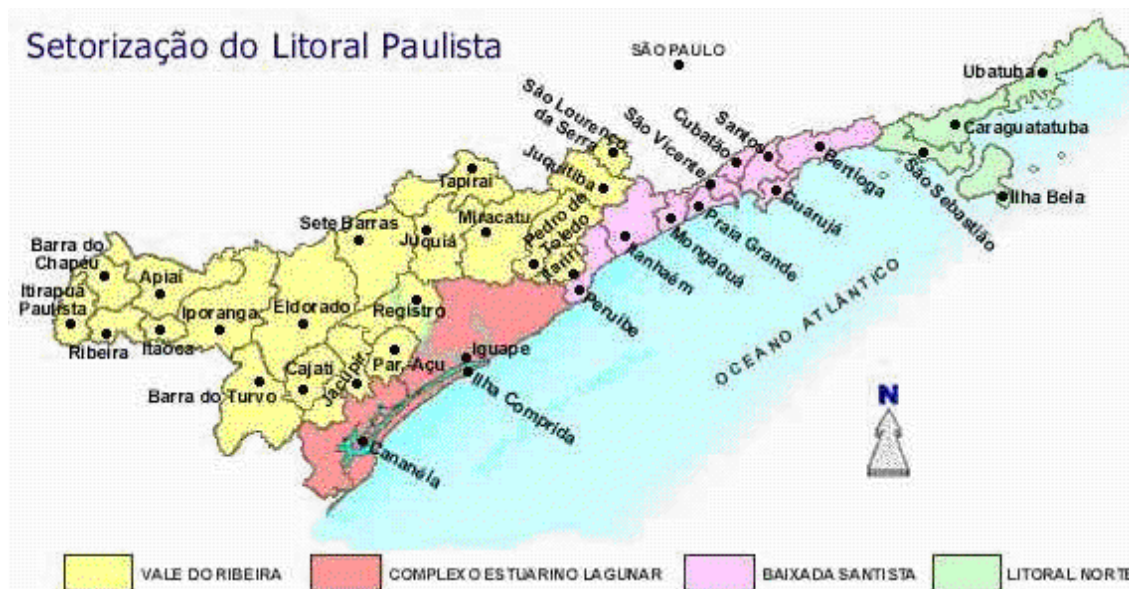 Setorização do Litoral Paulista
SÃO PAULO
Ubatuba
São Lourenço
da Serra
São Vicente
Cubatão
Santos
Caraguatatuba
Juquitiba
Bertioga
São Sebastião
Tapiraí
Ilha Bela
Pedro de
Toledo
Guarujá
Sete Barras
Miracatu
Juquiá
Praia Grande
Mongaguá
Itariri
Itanhaém
Barra do
Chapéu
Apiaí
Itirapuã
Paulista
Iporanga
Eldorado
Registro
Peruíbe
OCEANO ATLÂNTICO
Ribeira
Itaóca
Iguape
Cajati
Jacupir.
Par.-Açu
Ilha Comprida
Barra do Turvo
N
Cananéia
VALE DO RIBEIRA
COMPLEXO ESTUARINO LAGUNAR
BAIXADA SANTISTA
LITORAL NORTE